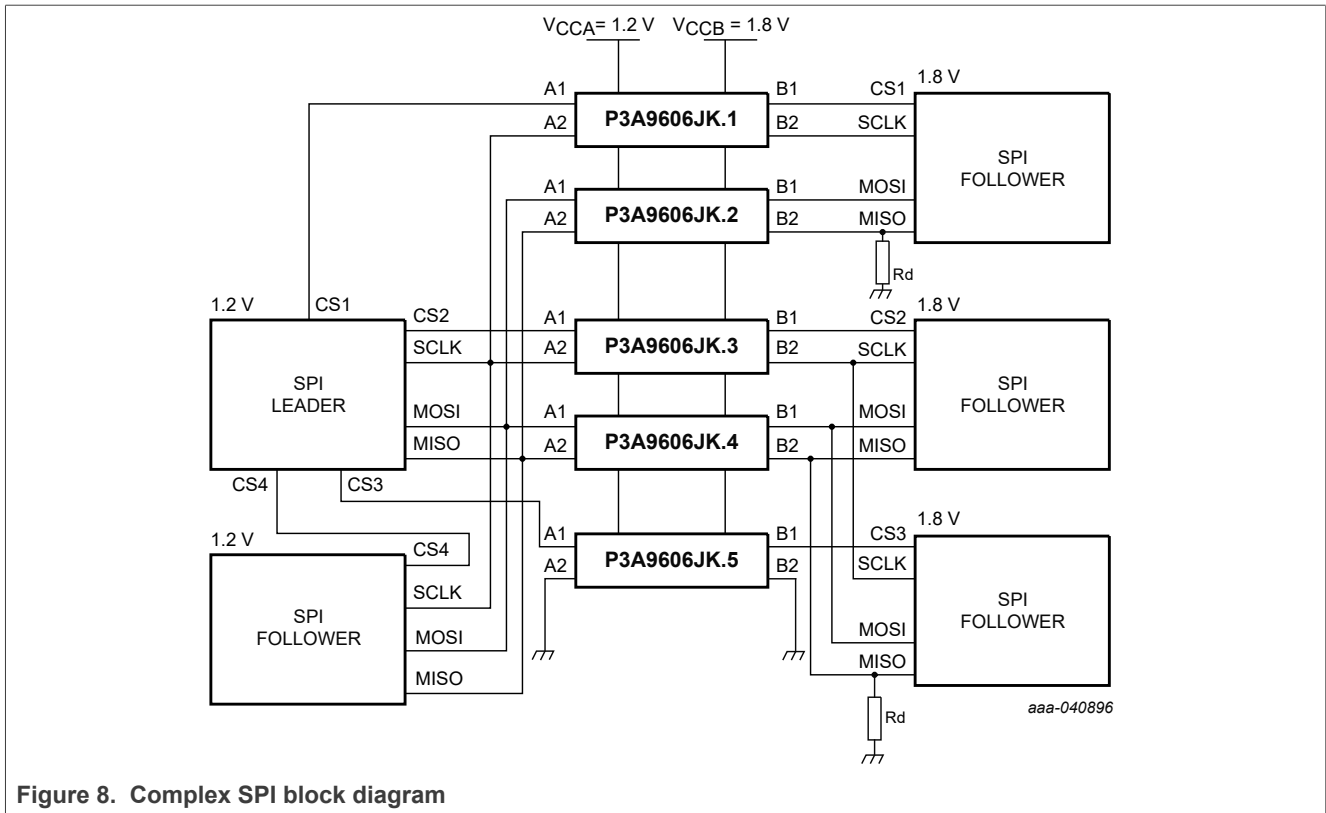 VCCA= 1.2 V VCCB = 1.8 V
A1 B1 CS1 1.8 V
P3A9606JK.1
A2 B2 SCLK
SPI
FOLLOWER
A1 B1 MOSI
P3A9606JK.2
A2 B2 MISO
Rd
1.2 V CS1
CS2 A1 B1 CS2 1.8 V
P3A9606JK.3
SCLK A2 B2 SCLK
SPI
LEADER
SPI
FOLLOWER
MOSI A1 B1 MOSI
P3A9606JK.4
MISO A2 B2 MISO
CS4 CS3
1.2 V
CS4
A1 B1 CS3 1.8 V
P3A9606JK.5
A2 B2 SCLK
SCLK
SPI
FOLLOWER
SPI
FOLLOWER
MOSI MOSI
MISO MISO
Rd
aaa-040896
Figure 8. Complex SPI block diagram